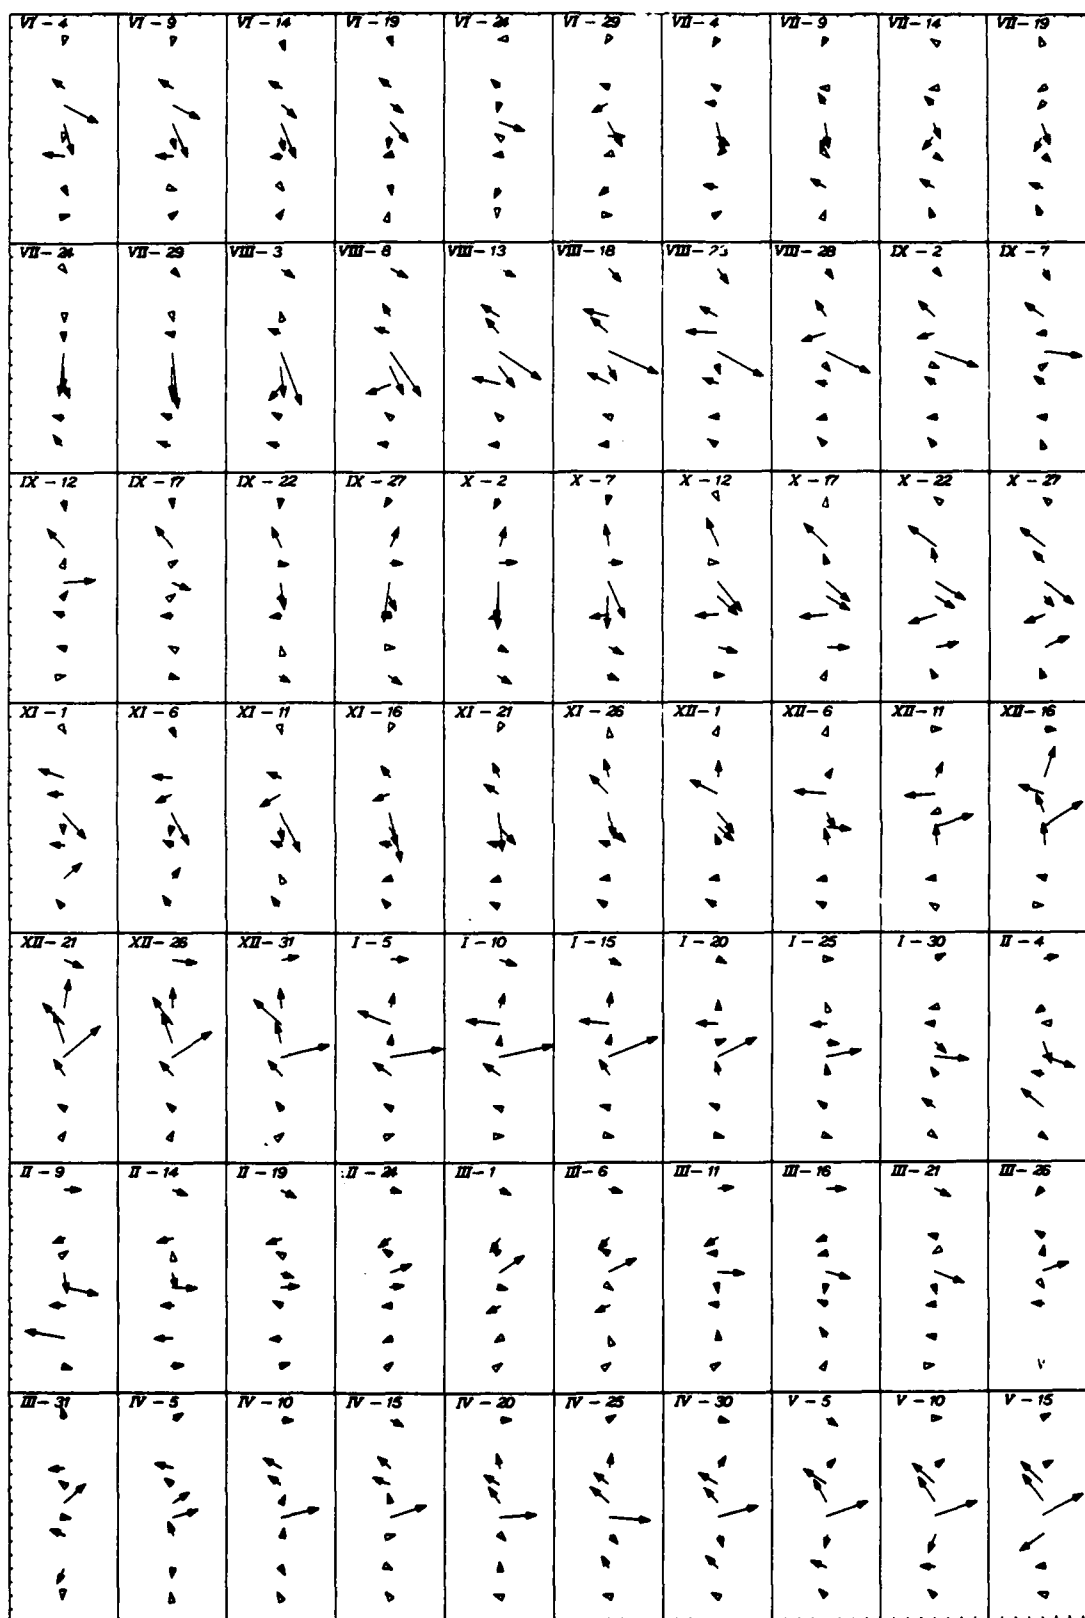 VI-4 VI-9 VI-14 VI-19 VI-24 VI-29 VII-4 VII-9 VII-14 VII-19
VII-24 VII-29 VIII-3 VIII-8 VIII-13 VIII-18 VIII-23 VIII-28 IX-2 IX-7
IX-12 IX-17 IX-22 IX-27 X-2 X-7 X-12 X-17 X-22 X-27
XI-1 XI-6 XI-11 XI-16 XI-21 XI-26 XII-1 XII-6 XII-11 XII-16
XII-21 XII-26 XII-31 I-5 I-10 I-15 I-20 I-25 I-30 II-4
II-9 II-14 II-19 II-24 III-1 III-6 III-11 III-16 III-21 III-26
III-31 IV-5 IV-10 IV-15 IV-20 IV-25 IV-30 V-5 V-10 V-15